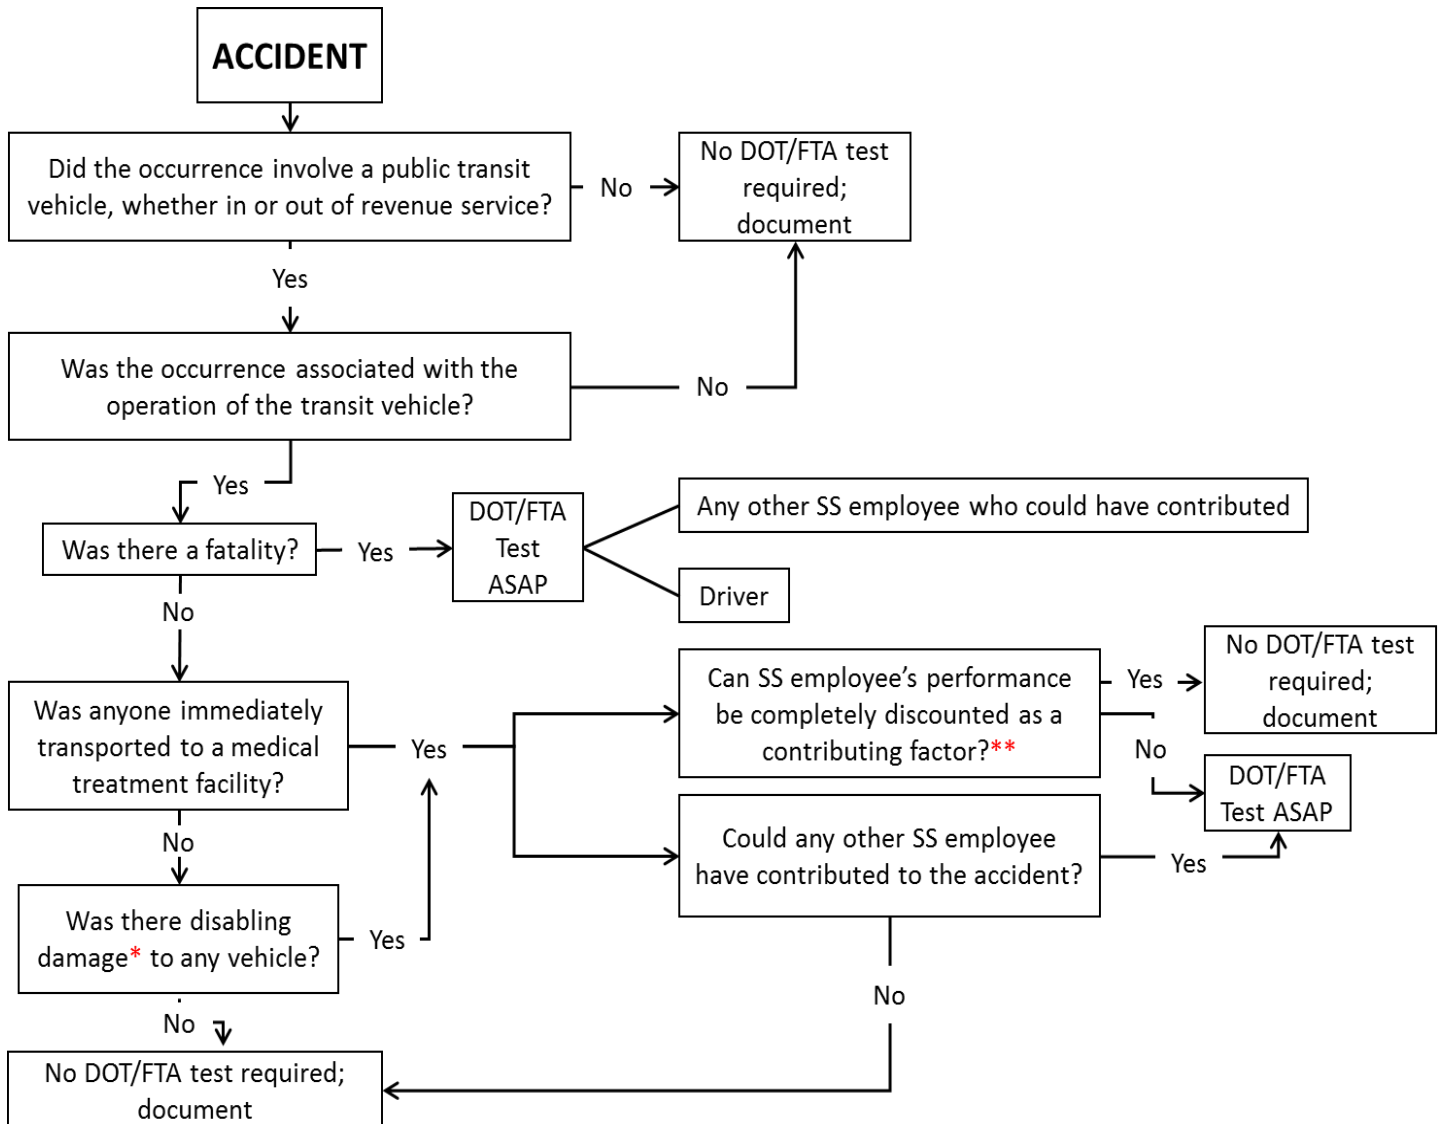 ACCIDENT
Did the occurrence involve a public transit
vehicle, whether in or out of revenue service?
No
No DOT/FTA test
required;
document
Yes
Was the occurrence associated with the
operation of the transit vehicle?
No
Yes
Was there a fatality?
Yes
DOT/FTA
Test
ASAP
Any other SS employee who could have contributed
Driver
No
Was anyone immediately
transported to a medical
treatment facility?
Yes
Can SS employee’s performance
be completely discounted as a
contributing factor?**
Yes
No DOT/FTA test
required;
document
No
DOT/FTA
Test ASAP
Could any other SS employee
have contributed to the accident?
Yes
No
No
Was there disabling
damage* to any vehicle?
Yes
No
No DOT/FTA test required;
document